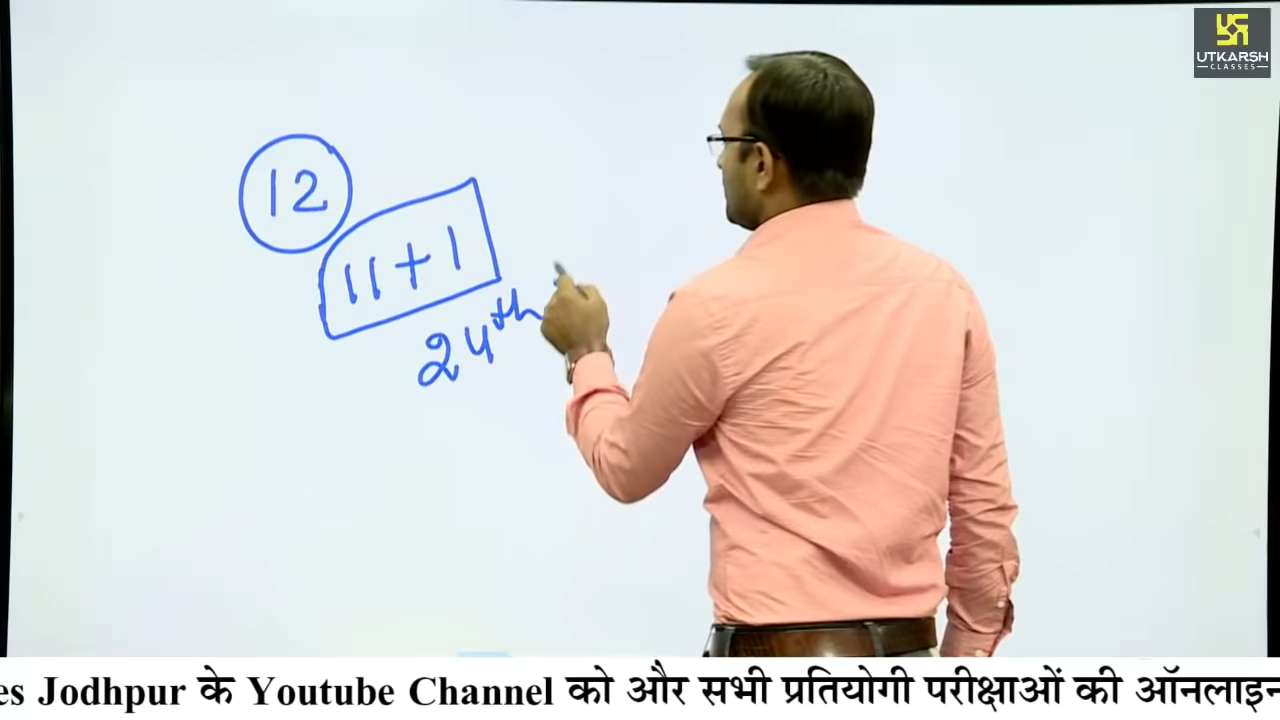 UTKARSH
CLASSES
12
11+1
24th
es Jodhpur के Youtube Channel को और सभी प्रतियोगी परीक्षाओं की ऑनलाइन